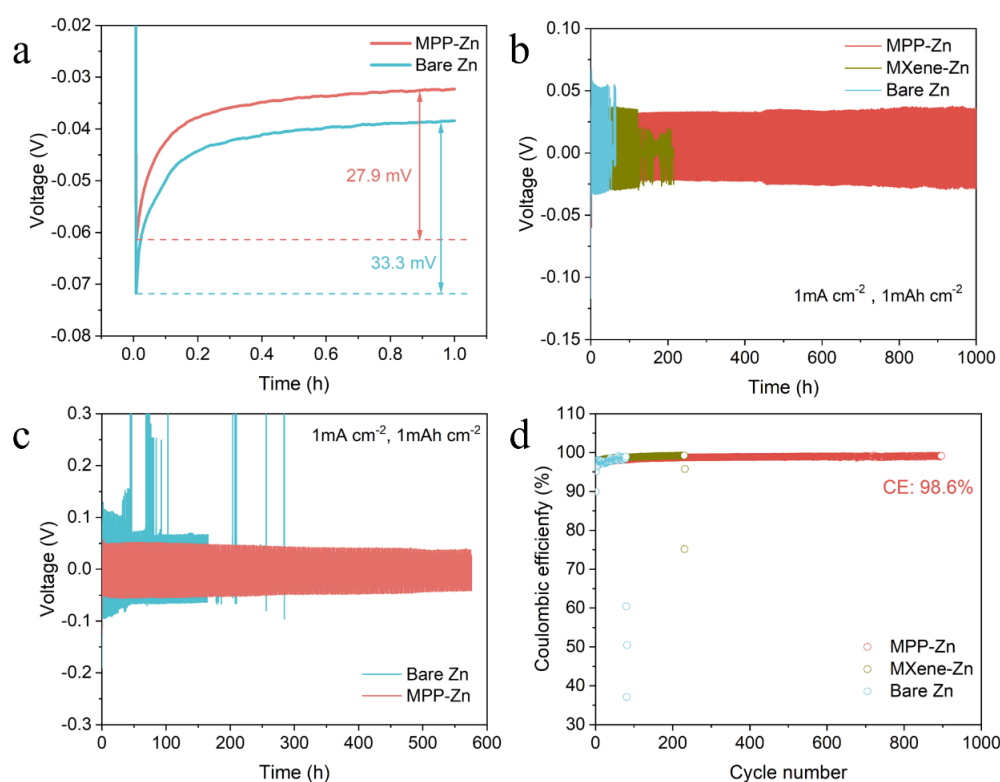 a
-0.02
-0.03
-0.04
-0.05
-0.06
-0.07
-0.08
Voltage (V)
MPP-Zn
Bare Zn
27.9 mV
33.3 mV
0.0 0.2 0.4 0.6 0.8 1.0
Time (h)
b
0.10
0.05
0.00
-0.05
-0.10
-0.15
Voltage (V)
MPP-Zn
MXene-Zn
Bare Zn
1mA cm⁻² , 1mAh cm⁻²
0 200 400 600 800 1000
Time (h)
c
0.3
0.2
0.1
0.0
-0.1
-0.2
-0.3
Voltage (V)
1mA cm⁻², 1mAh cm⁻²
Bare Zn
MPP-Zn
0 100 200 300 400 500 600
Time (h)
d
110
100
90
80
70
60
50
40
30
Coulombic efficienfy (%)
CE: 98.6%
MPP-Zn
MXene-Zn
Bare Zn
0 200 400 600 800 1000
Cycle number